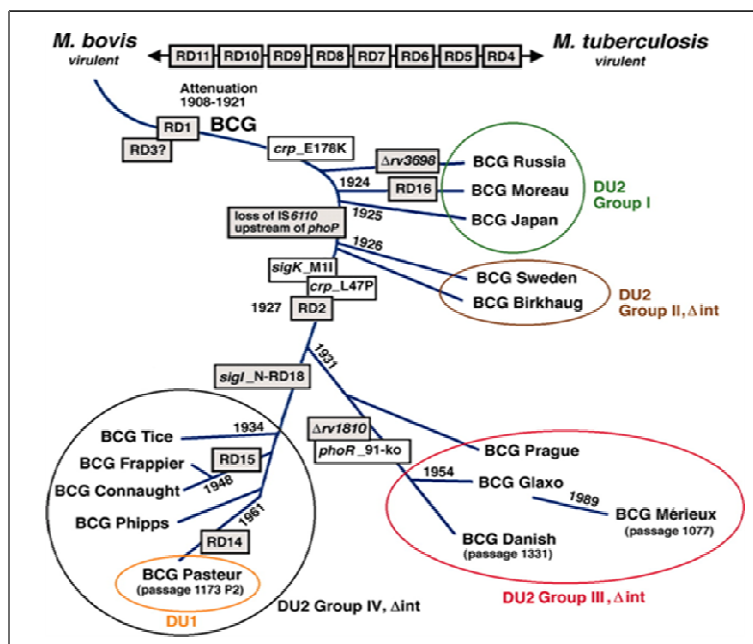 M. bovis
virulent
RD11 RD10 RD9 RD8 RD7 RD6 RD5 RD4
M. tuberculosis
virulent
Attenuation
1908-1921
RD1
BCG
RD3?
crp_E178K
Δrv3698
BCG Russia
1924
RD16
BCG Moreau
1925
BCG Japan
DU2
Group I
loss of IS6110
upstream of phoP
1926
sigK_M1I
crp_L47P
BCG Sweden
BCG Birkhaug
DU2
Group II, Δint
1927
RD2
1931
sigI_N-RD18
1934
BCG Tice
Δrv1810
phoR_91-ko
BCG Prague
BCG Frappier
RD15
BCG Connaught
1948
1954
BCG Glaxo
1989
BCG Mérieux
(passage 1077)
BCG Phipps
1961
RD14
BCG Danish
(passage 1331)
BCG Pasteur
(passage 1173 P2)
DU1
DU2 Group IV, Δint
DU2 Group III, Δint